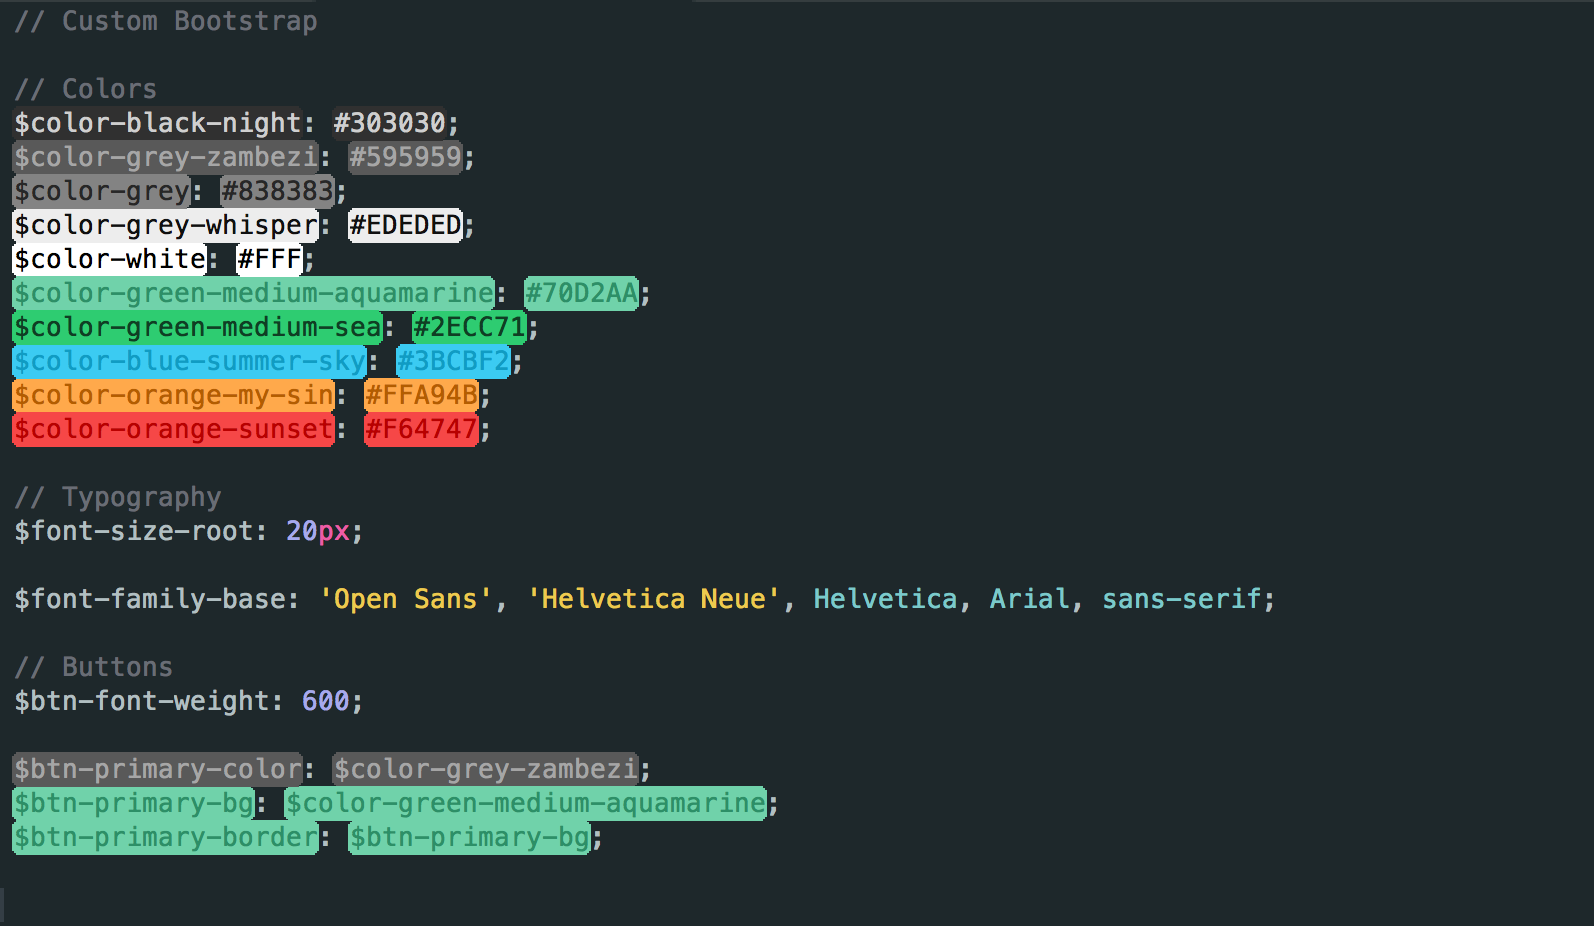 // Custom Bootstrap
// Colors
$color-black-night: #303030;
$color-grey-zambezi: #595959;
$color-grey: #838383;
$color-grey-whisper: #EDEDED;
$color-white: #FFF;
$color-green-medium-aquamarine: #70D2AA;
$color-green-medium-sea: #2ECC71;
$color-blue-summer-sky: #3BCBF2;
$color-orange-my-sin: #FFA94B;
$color-orange-sunset: #F64747;
// Typography
$font-size-root: 20px;
$font-family-base: 'Open Sans', 'Helvetica Neue', Helvetica, Arial, sans-serif;
// Buttons
$btn-font-weight: 600;
$btn-primary-color: $color-grey-zambezi;
$btn-primary-bg: $color-green-medium-aquamarine;
$btn-primary-border: $btn-primary-bg;